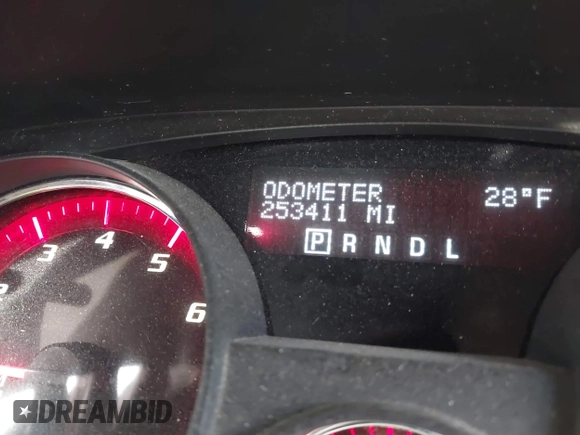 ODOMETER 28°F
253411 MI
P R N D L
3 4 5 6
DREAMBID